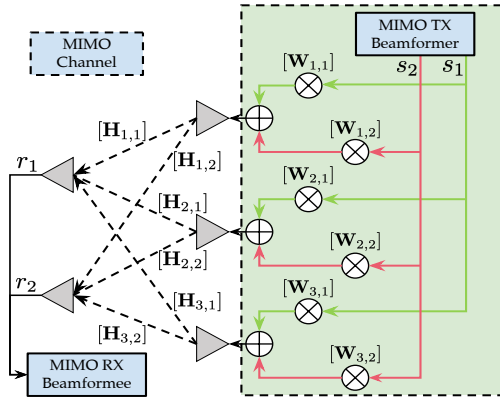 MIMO
Channel
MIMO TX
Beamformer
s₂ s₁
[W₁,₁]
[W₁,₂]
[W₂,₁]
[W₂,₂]
[W₃,₁]
[W₃,₂]
[H₁,₁]
[H₁,₂]
[H₂,₁]
[H₂,₂]
[H₃,₁]
[H₃,₂]
r₁
r₂
MIMO RX
Beamformee